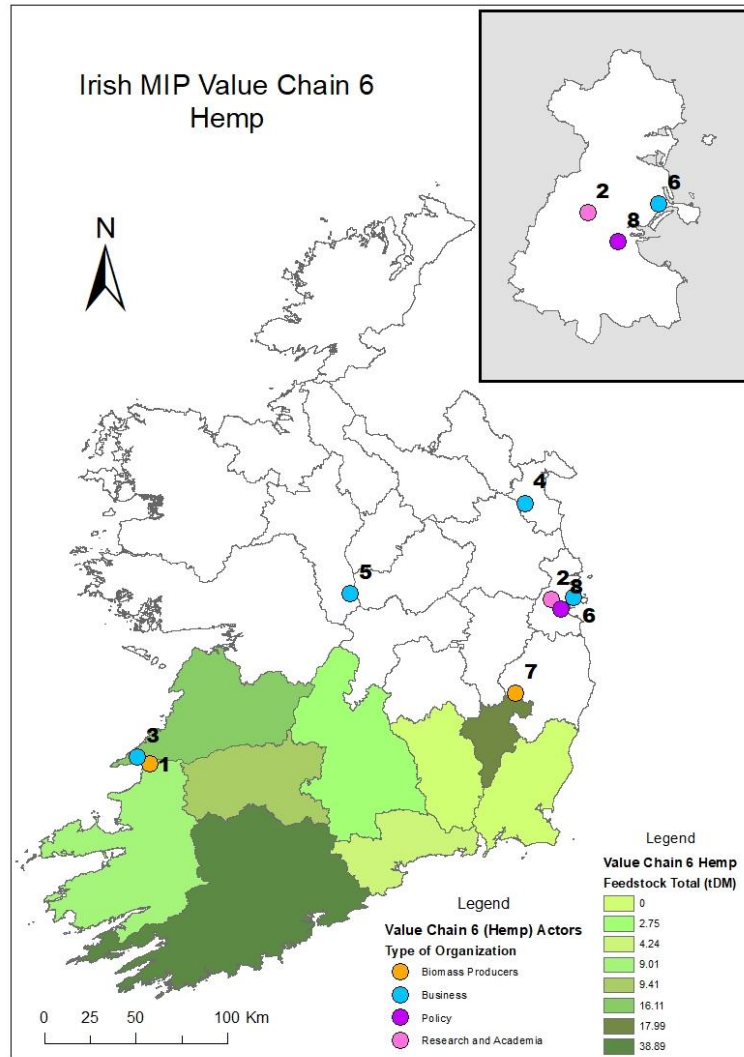 Irish MIP Value Chain 6
Hemp
N
2
6
8
4
5
2
8
6
7
3
1
Legend
Value Chain 6 (Hemp) Actors
Type of Organization
Biomass Producers
Business
Policy
Research and Academia
0 25 50 100 Km
Legend
Value Chain 6 Hemp
Feedstock Total (tDM)
0
2.75
4.24
9.01
9.41
16.11
17.99
38.89